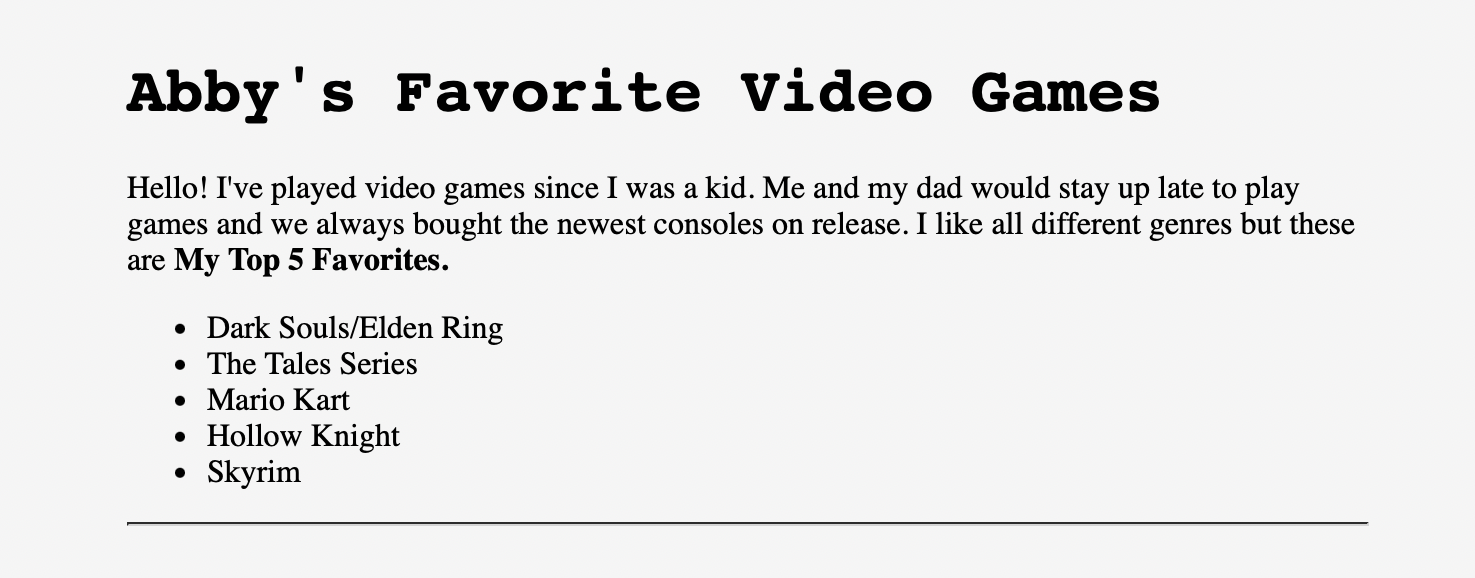 Abby's Favorite Video Games
Hello! I've played video games since I was a kid. Me and my dad would stay up late to play
games and we always bought the newest consoles on release. I like all different genres but these
are My Top 5 Favorites.
• Dark Souls/Elden Ring
• The Tales Series
• Mario Kart
• Hollow Knight
• Skyrim